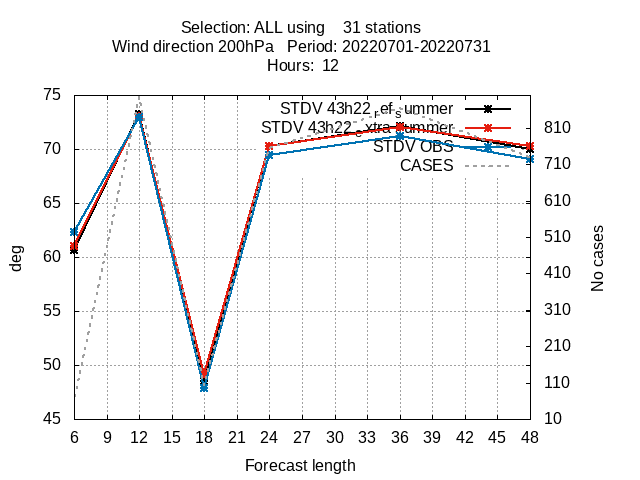 Selection: ALL using 31 stations
Wind direction 200hPa Period: 20220701-20220731
Hours: 12
STDV 43h22_ref_summer
STDV 43h22_extra_summer
STDV OBS
CASES
75
70
65
60
55
50
45
deg
810
710
610
510
410
310
210
110
10
No cases
6 9 12 15 18 21 24 27 30 33 36 39 42 45 48
Forecast length